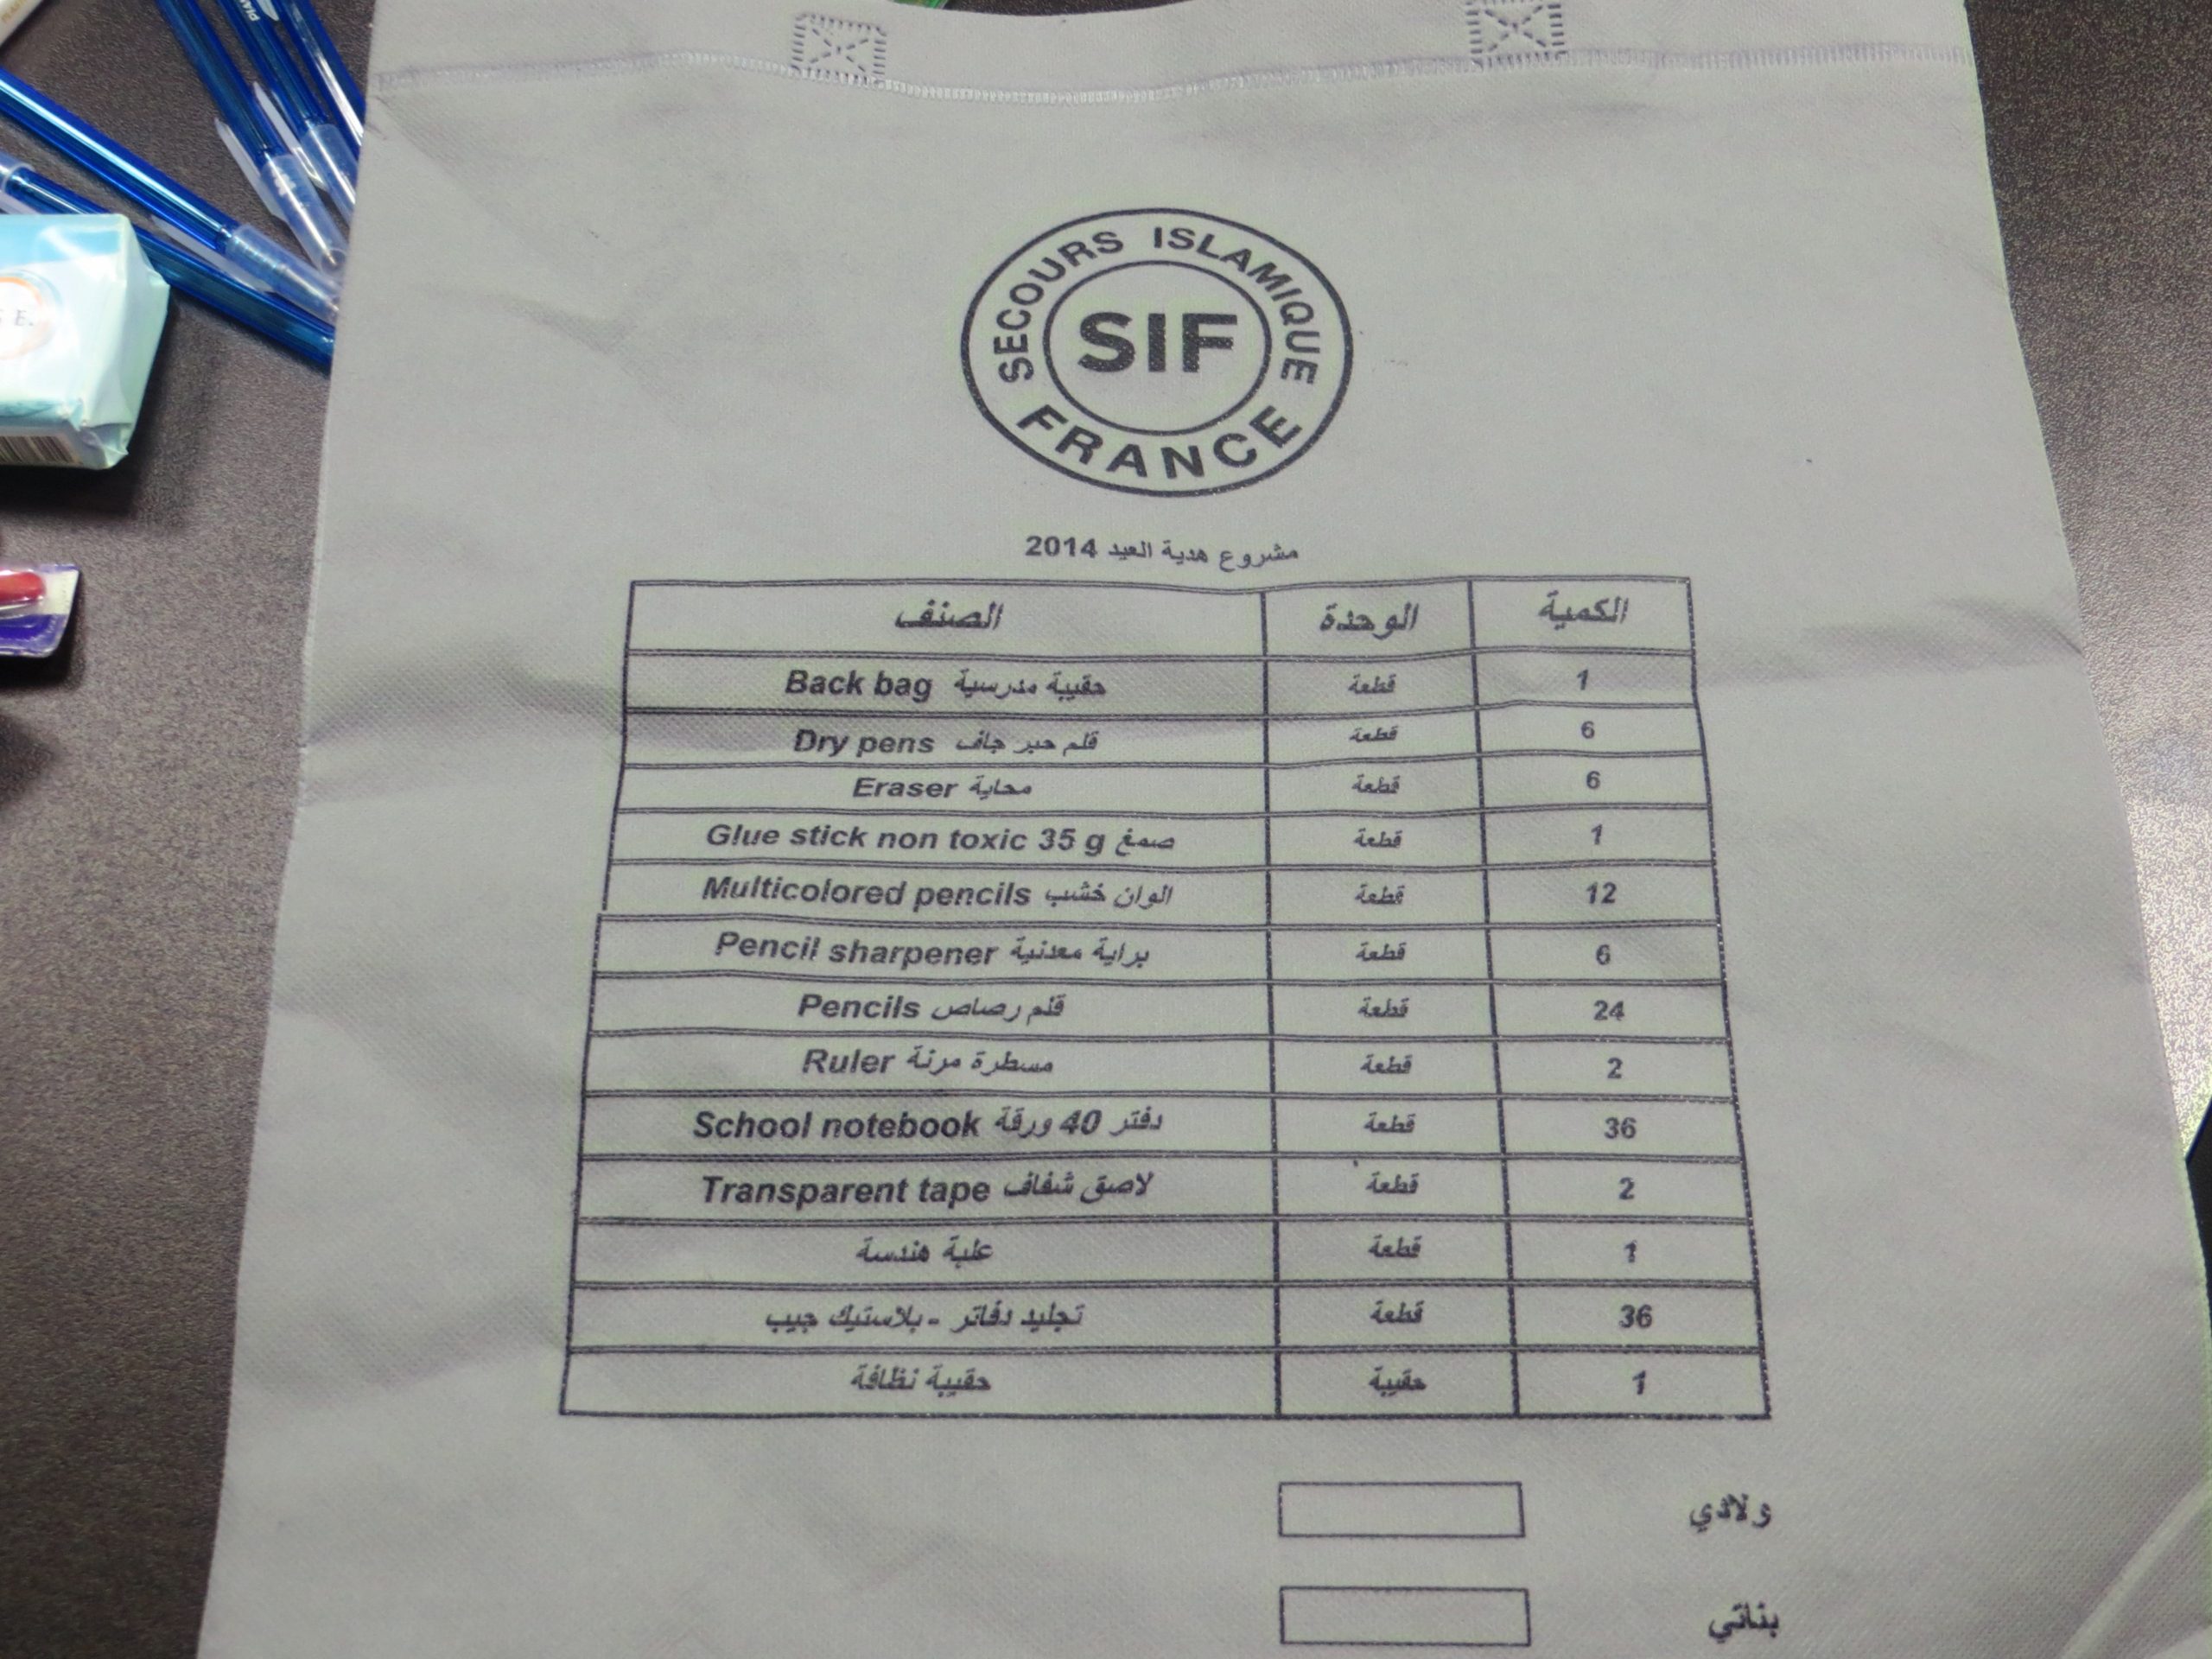 SECOURS ISLAMIQUE
SIF
FRANCE
مشروع هدية العيد 2014
الصنف الوحدة الكمية
Back bag حقيبة مدرسية قطعة 1
Dry pens قلم حبر جاف قطعة 6
Eraser محاية قطعة 6
Glue stick non toxic 35 g صمغ قطعة 1
Multicolored pencils الوان خشب قطعة 12
Pencil sharpener براية معدنية قطعة 6
Pencils قلم رصاص قطعة 24
Ruler مسطرة مرنة قطعة 2
School notebook دفتر 40 ورقة قطعة 36
Transparent tape لاصق شفاف قطعة 2
علبة هندسة قطعة 1
تجليد دفاتر - بلاستيك جيب قطعة 36
حقيبة نظافة حقيبة 1
ولادي
بناتي